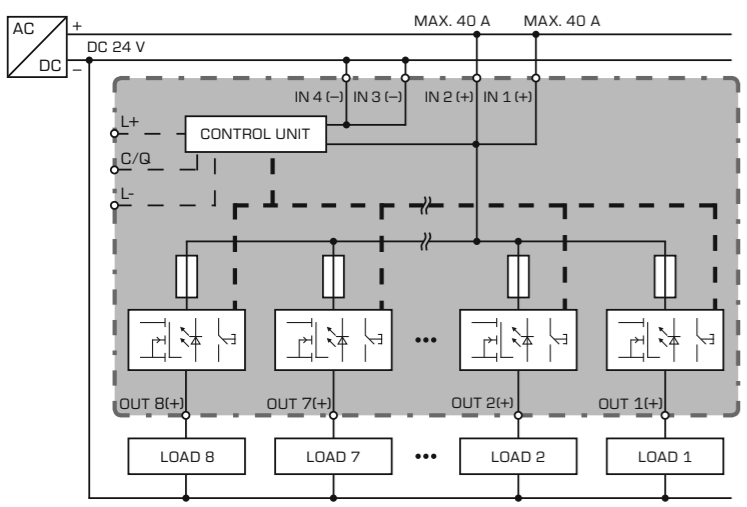 MAX. 40 A MAX. 40 A
AC
+
DC 24 V
DC
–
IN 4 (–) IN 3 (–) IN 2 (+) IN 1 (+)
L+
CONTROL UNIT
C/Q
L-
•••
OUT 8(+) OUT 7(+) OUT 2(+) OUT 1(+)
LOAD 8 LOAD 7 ••• LOAD 2 LOAD 1